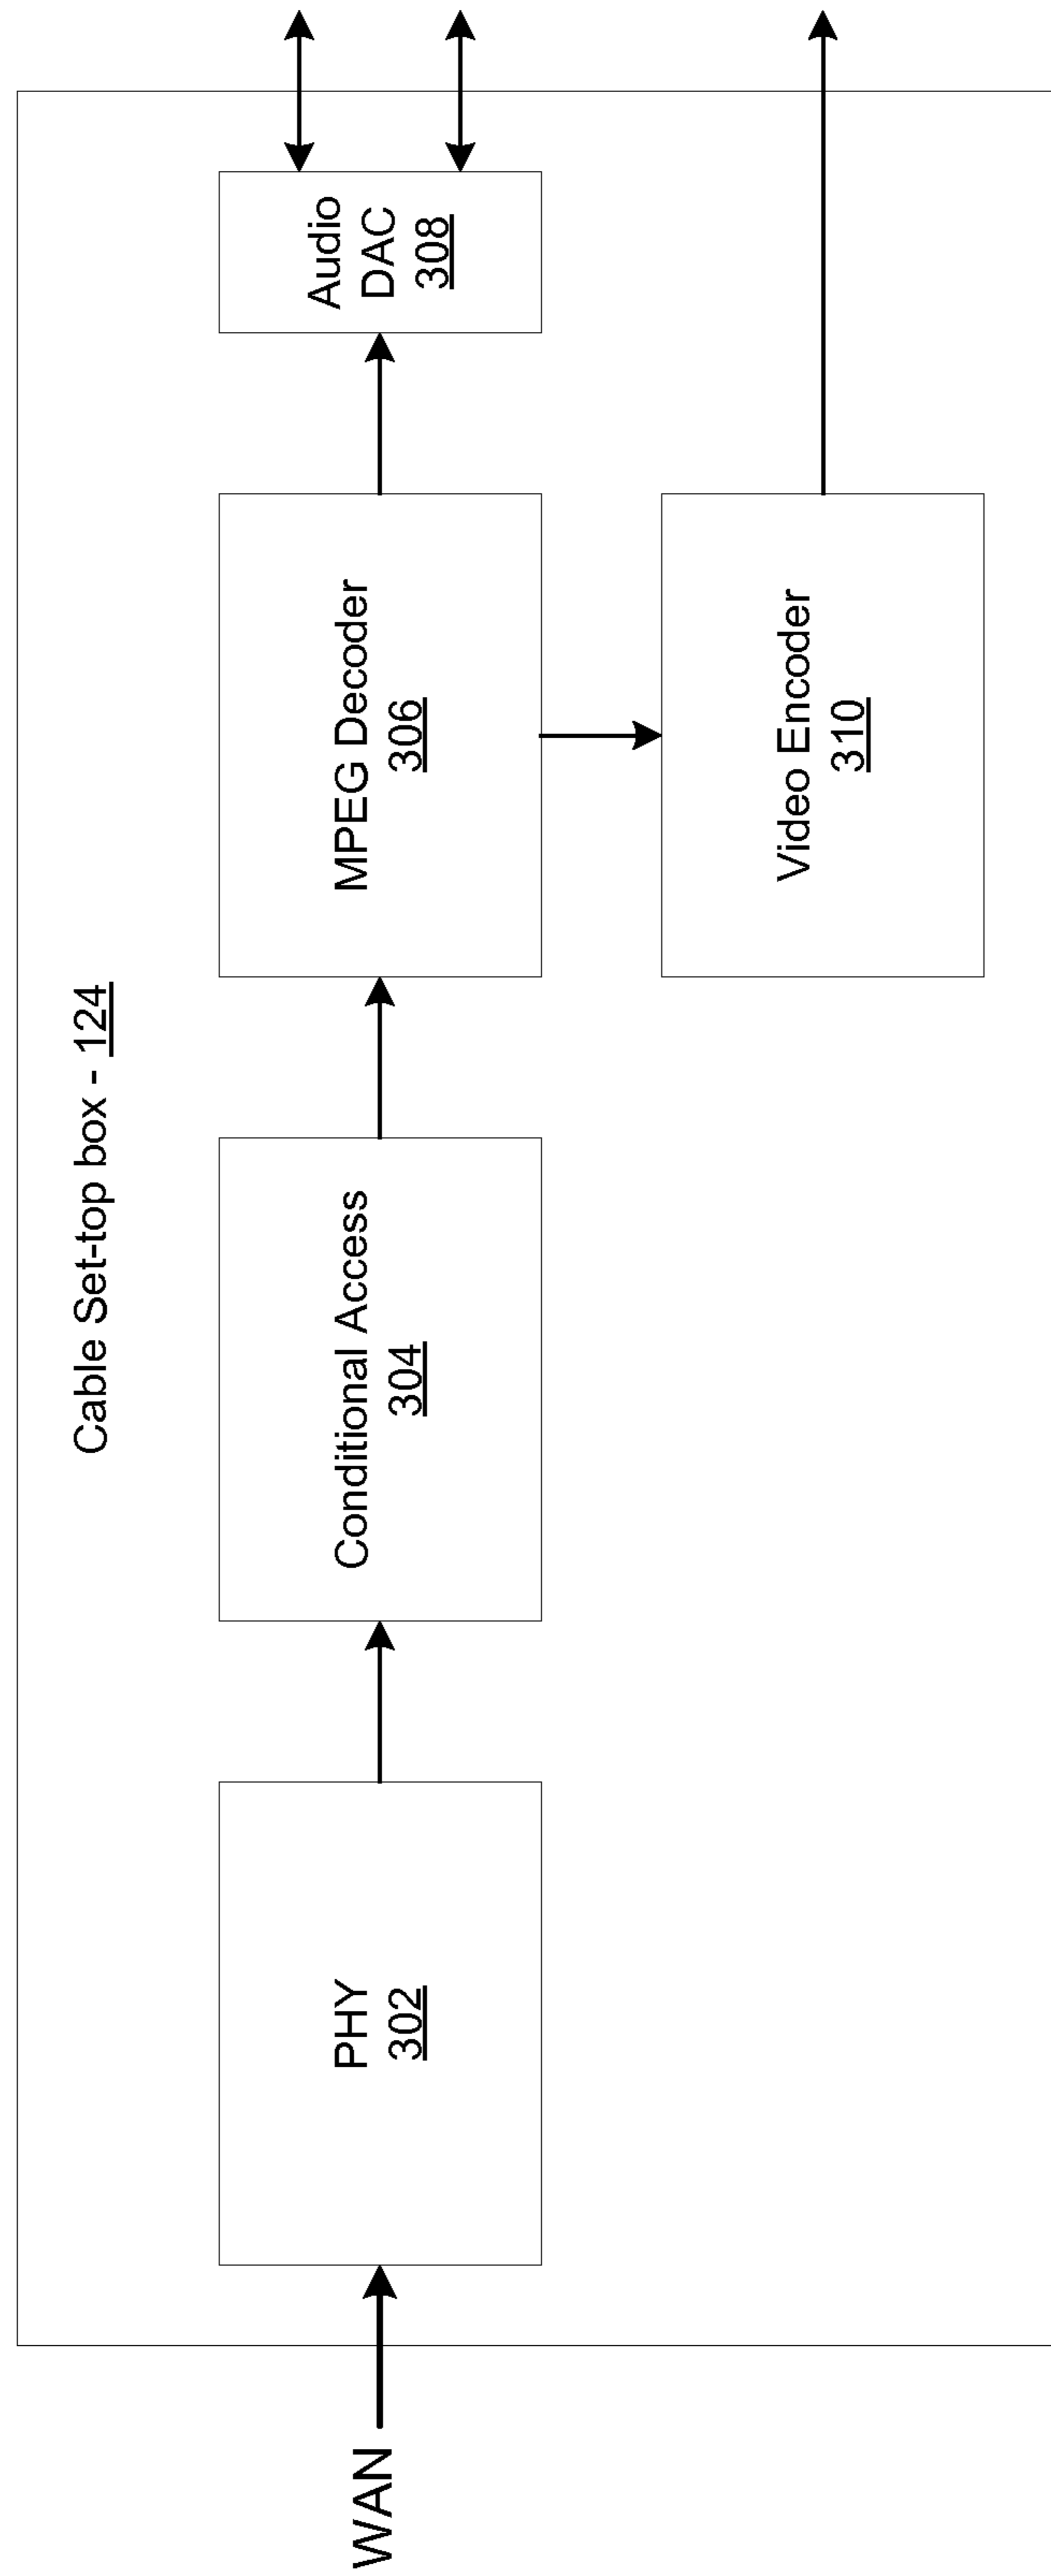 Cable Set-top box - 124
WAN
PHY
302
Conditional Access
304
MPEG Decoder
306
Audio
DAC
308
Video Encoder
310